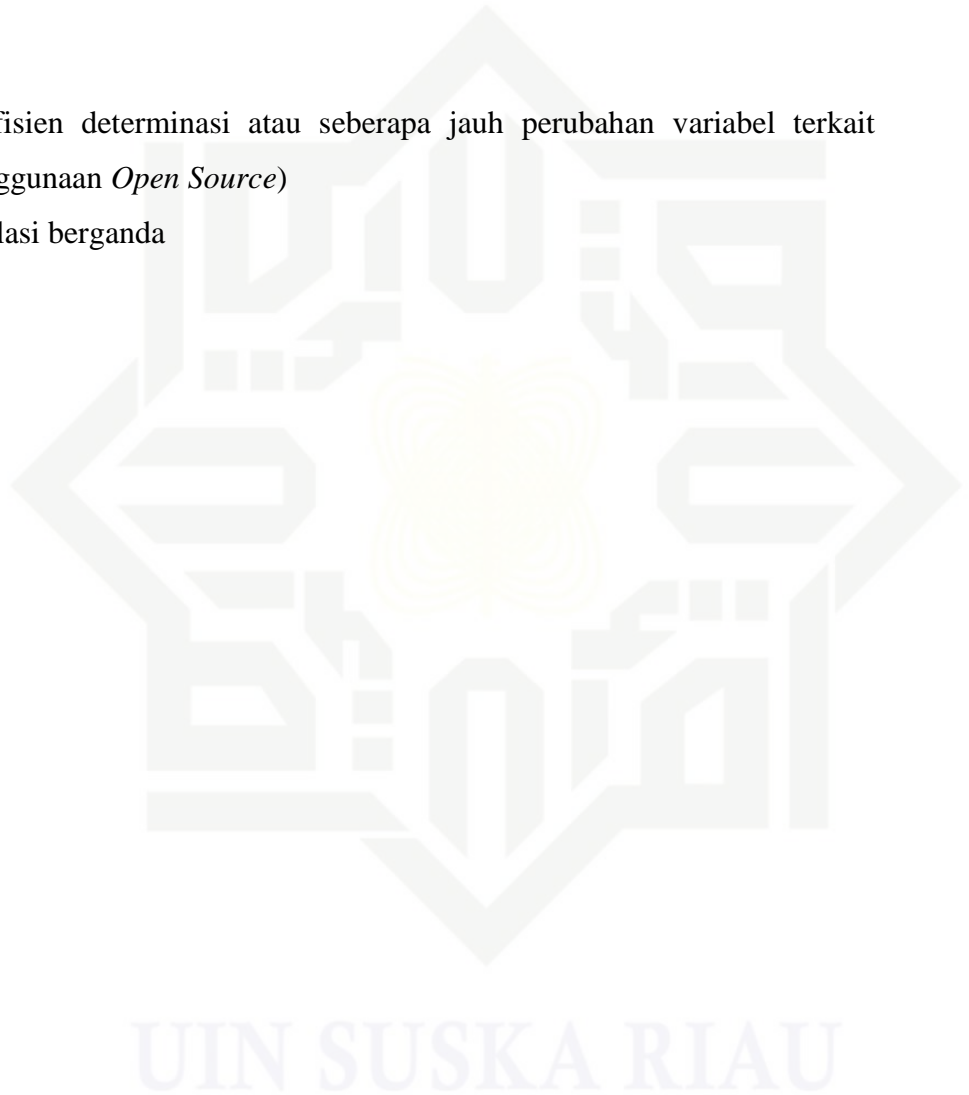 fisien determinasi atau seberapa jauh perubahan variabel terkait
ggunaan Open Source)
lasi berganda
UIN SUSKA RIAU